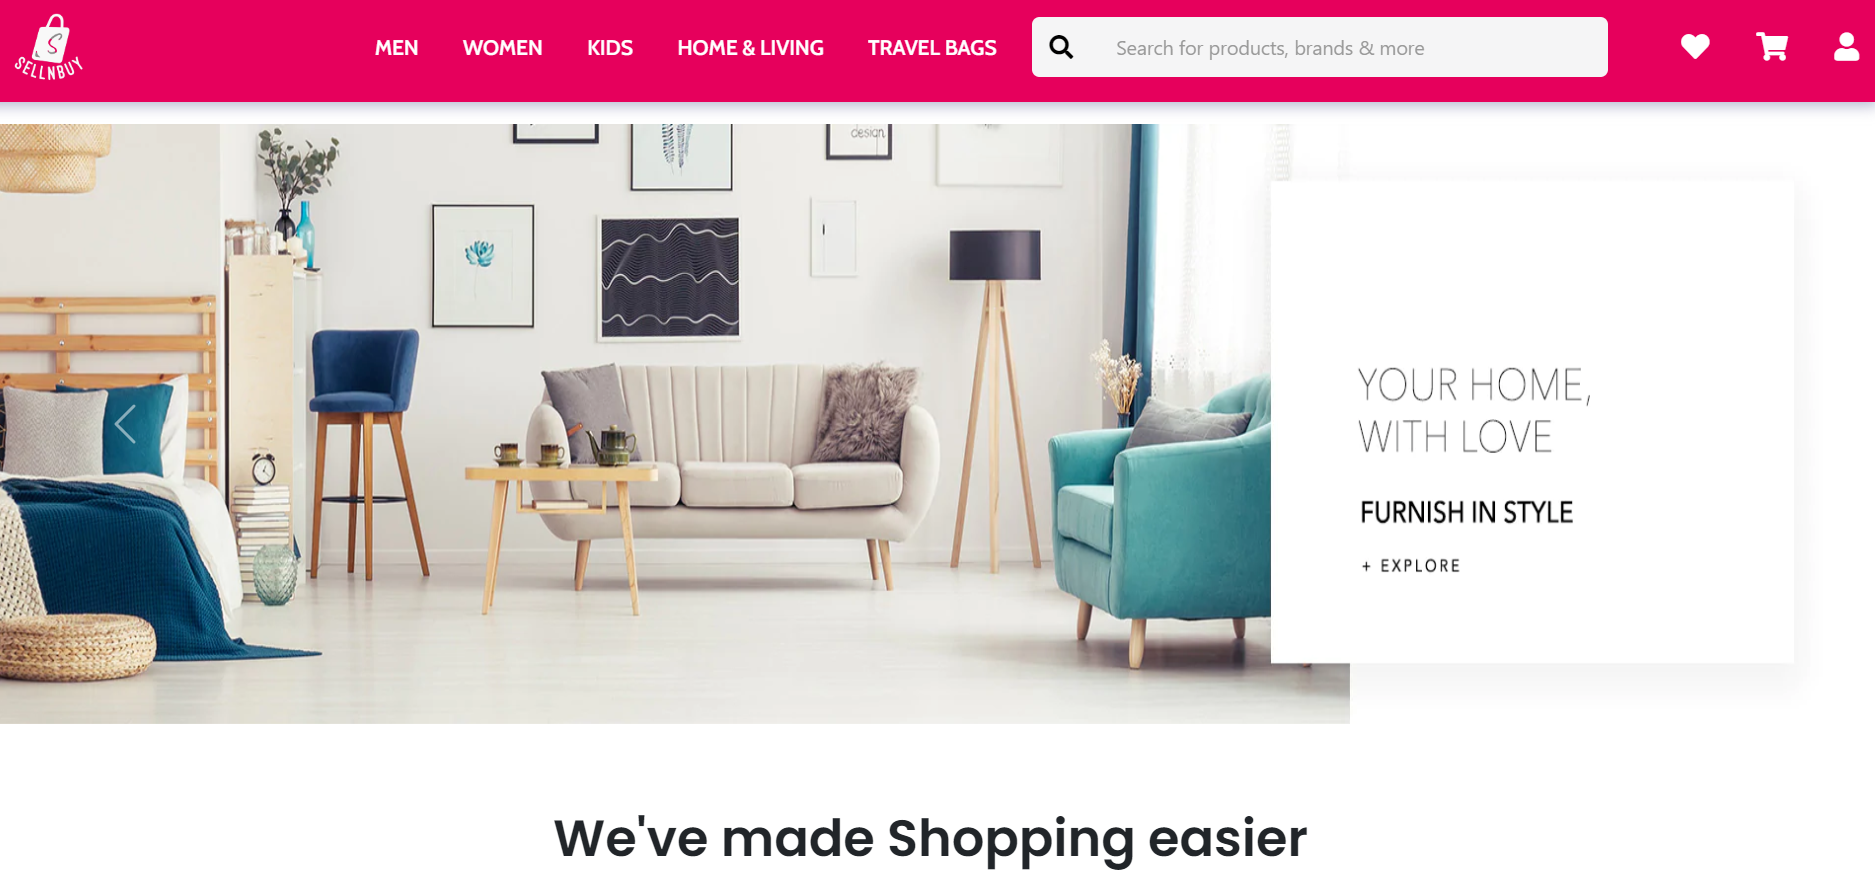 S
SELLNBUY
MEN WOMEN KIDS HOME & LIVING TRAVEL BAGS
Search for products, brands & more
design
YOUR HOME,
WITH LOVE
FURNISH IN STYLE
+ EXPLORE
We've made Shopping easier